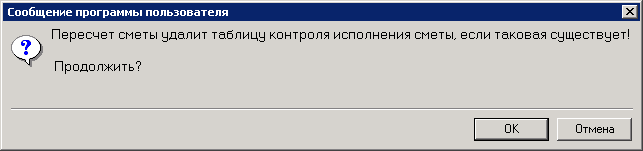 Сообщение программы пользователя
Пересчет сметы удалит таблицу контроля исполнения сметы, если таковая существует!
Продолжить?
OK
Отмена